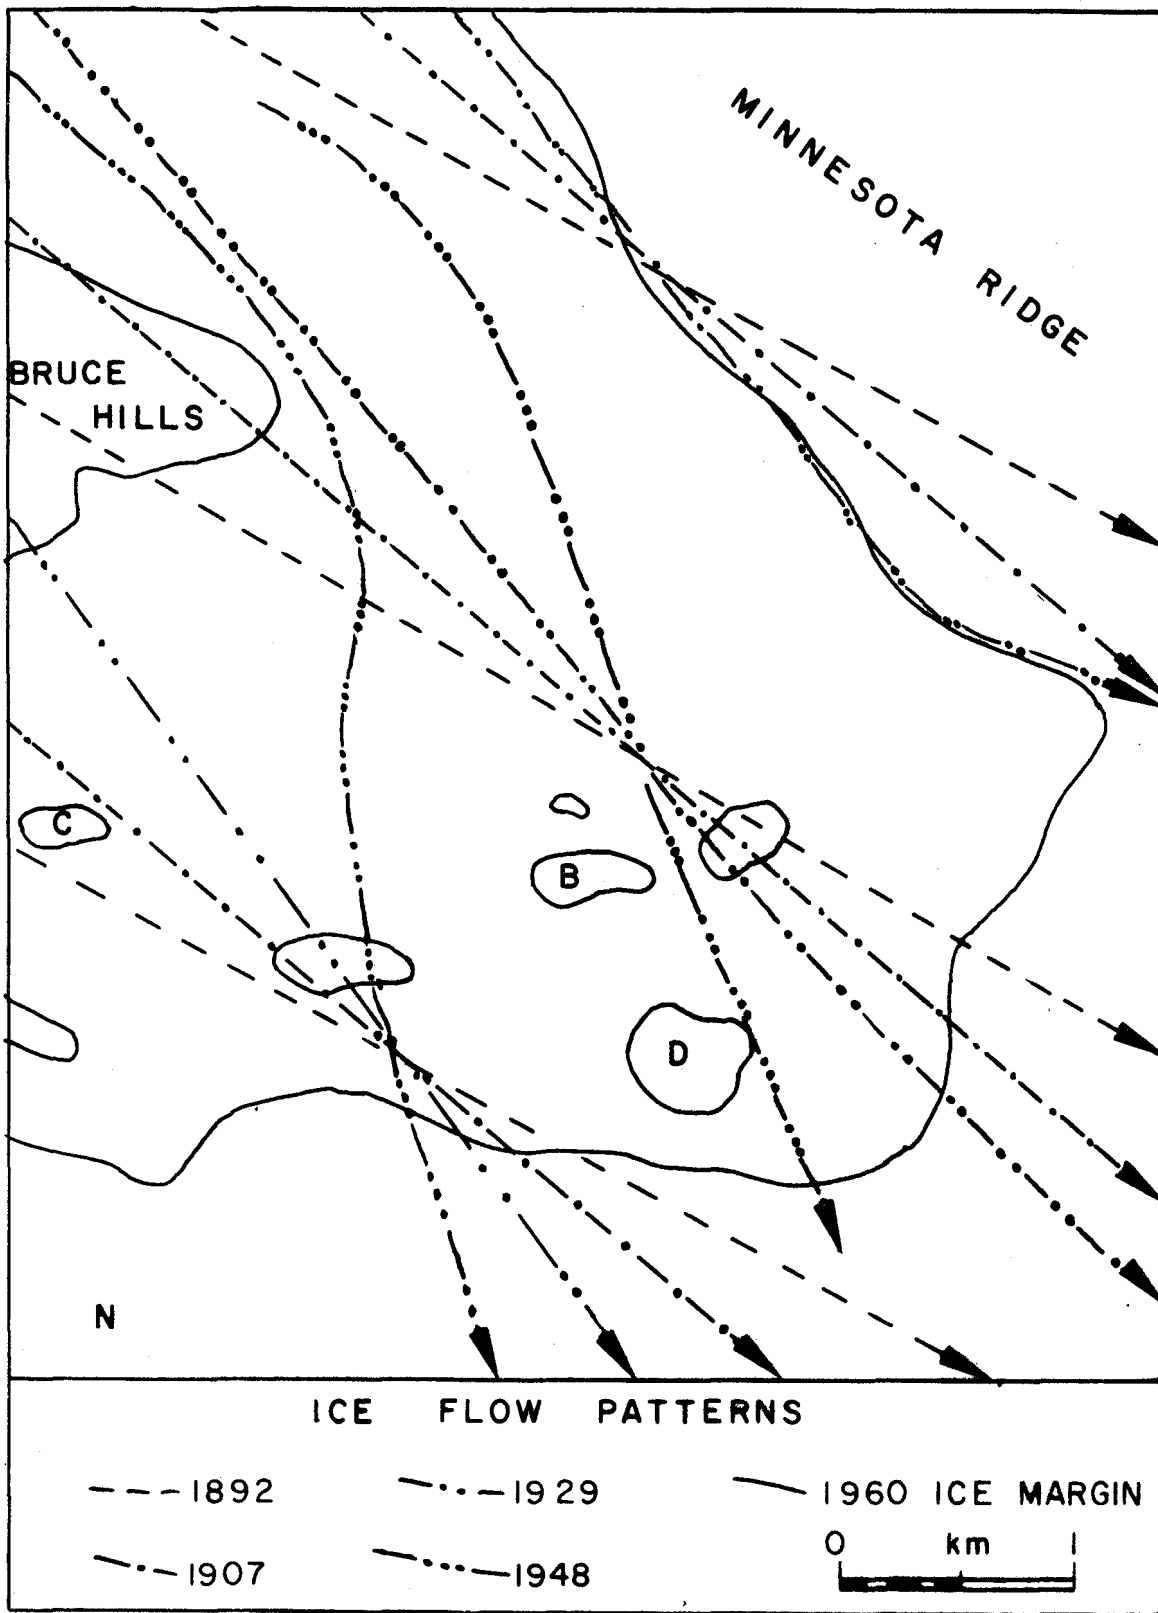 MINNESOTA RIDGE
BRUCE
HILLS
C
B
D
N
ICE FLOW PATTERNS
1892
1929
1960 ICE MARGIN
1907
1948
0 km 1